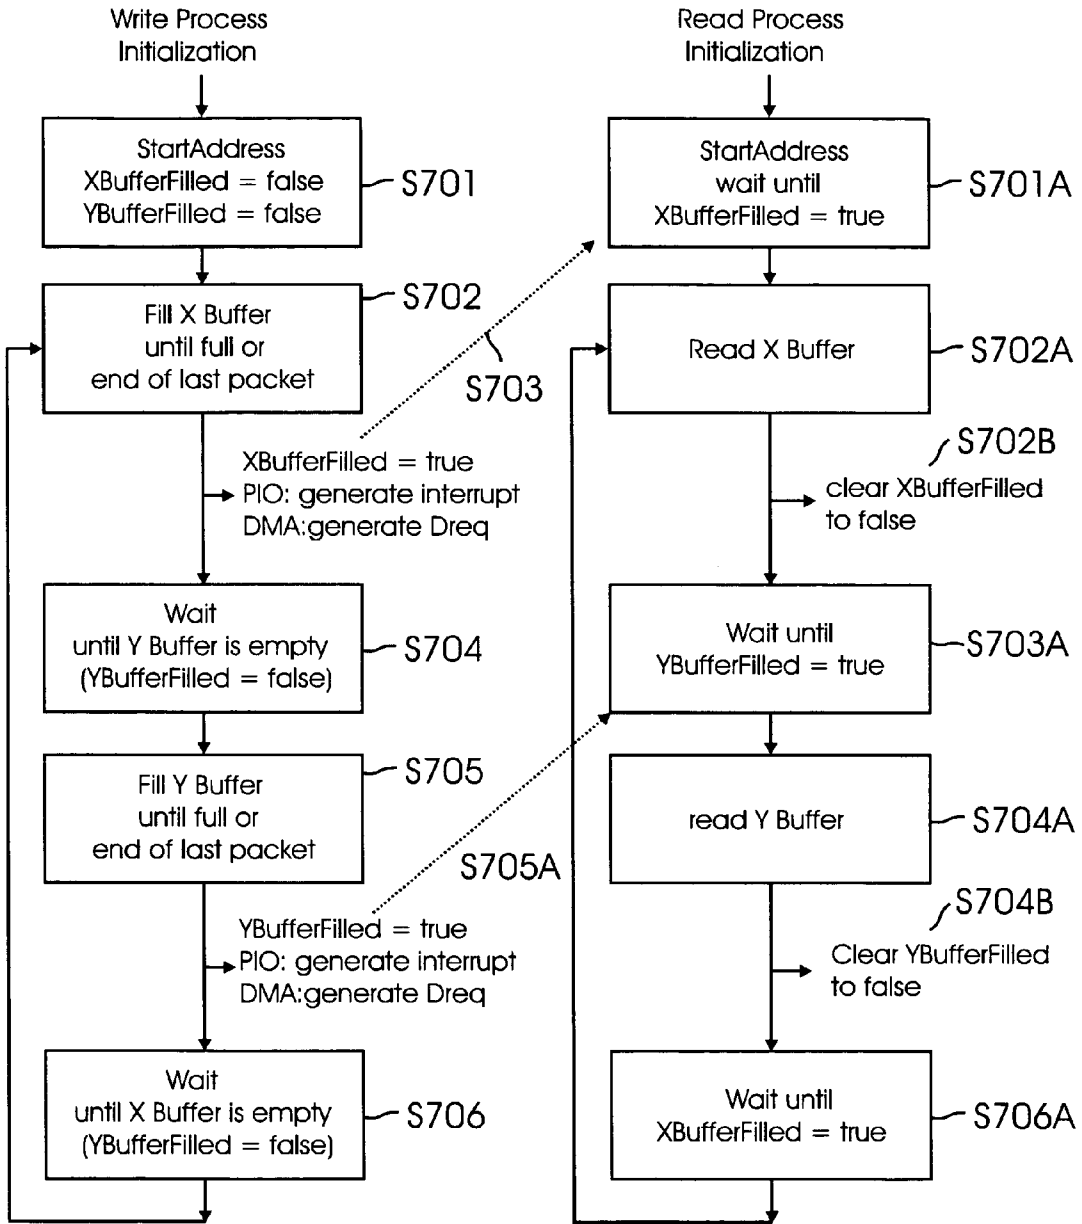 Write Process
Initialization
StartAddress
XBufferFilled = false
YBufferFilled = false
S701
Fill X Buffer
until full or
end of last packet
S702
S703
XBufferFilled = true
PIO: generate interrupt
DMA:generate Dreq
Wait
until Y Buffer is empty
(YBufferFilled = false)
S704
Fill Y Buffer
until full or
end of last packet
S705
S705A
YBufferFilled = true
PIO: generate interrupt
DMA:generate Dreq
Wait
until X Buffer is empty
(YBufferFilled = false)
S706
Read Process
Initialization
StartAddress
wait until
XBufferFilled = true
S701A
Read X Buffer
S702A
S702B
clear XBufferFilled
to false
Wait until
YBufferFilled = true
S703A
read Y Buffer
S704A
S704B
Clear YBufferFilled
to false
Wait until
XBufferFilled = true
S706A